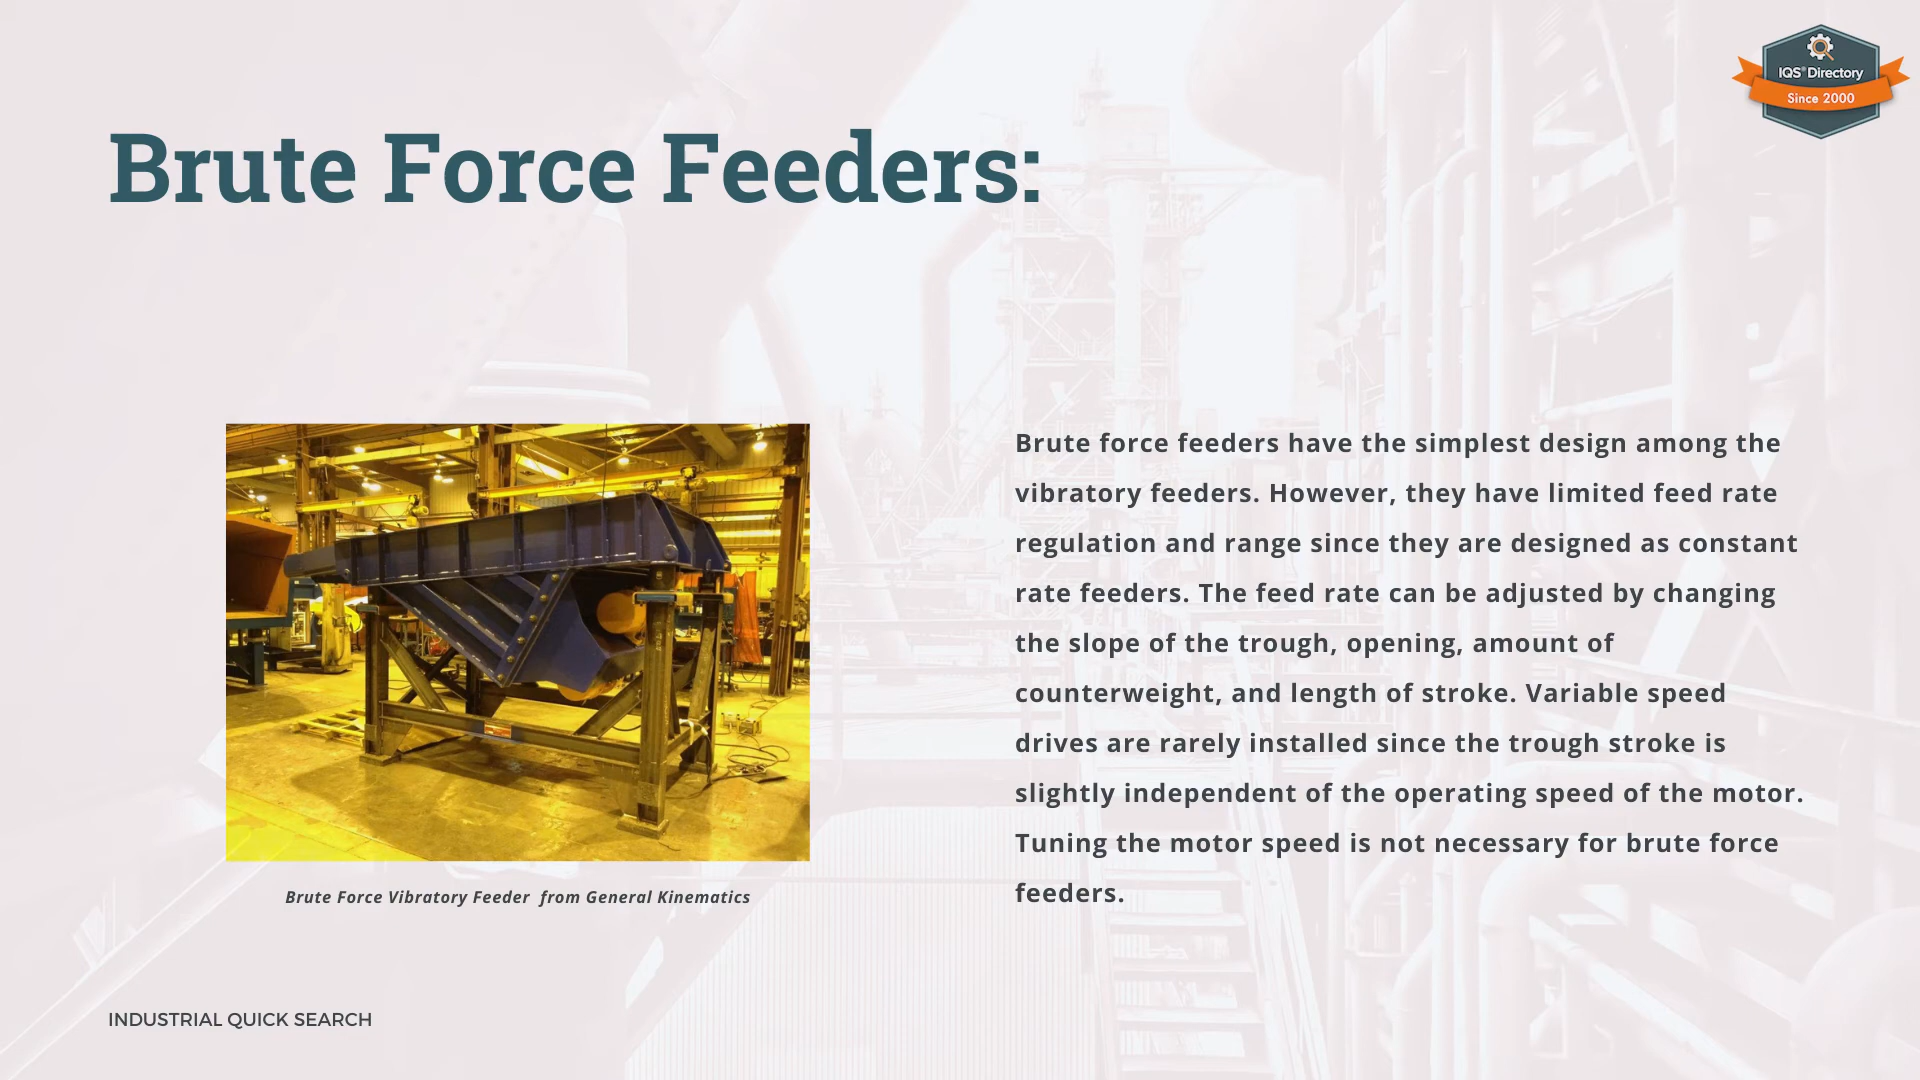 IQS® Directory
Since 2000
Brute Force Feeders:
Brute force feeders have the simplest design among the
vibratory feeders. However, they have limited feed rate
regulation and range since they are designed as constant
rate feeders. The feed rate can be adjusted by changing
the slope of the trough, opening, amount of
counterweight, and length of stroke. Variable speed
drives are rarely installed since the trough stroke is
slightly independent of the operating speed of the motor.
Tuning the motor speed is not necessary for brute force
feeders.
Brute Force Vibratory Feeder  from General Kinematics
INDUSTRIAL QUICK SEARCH